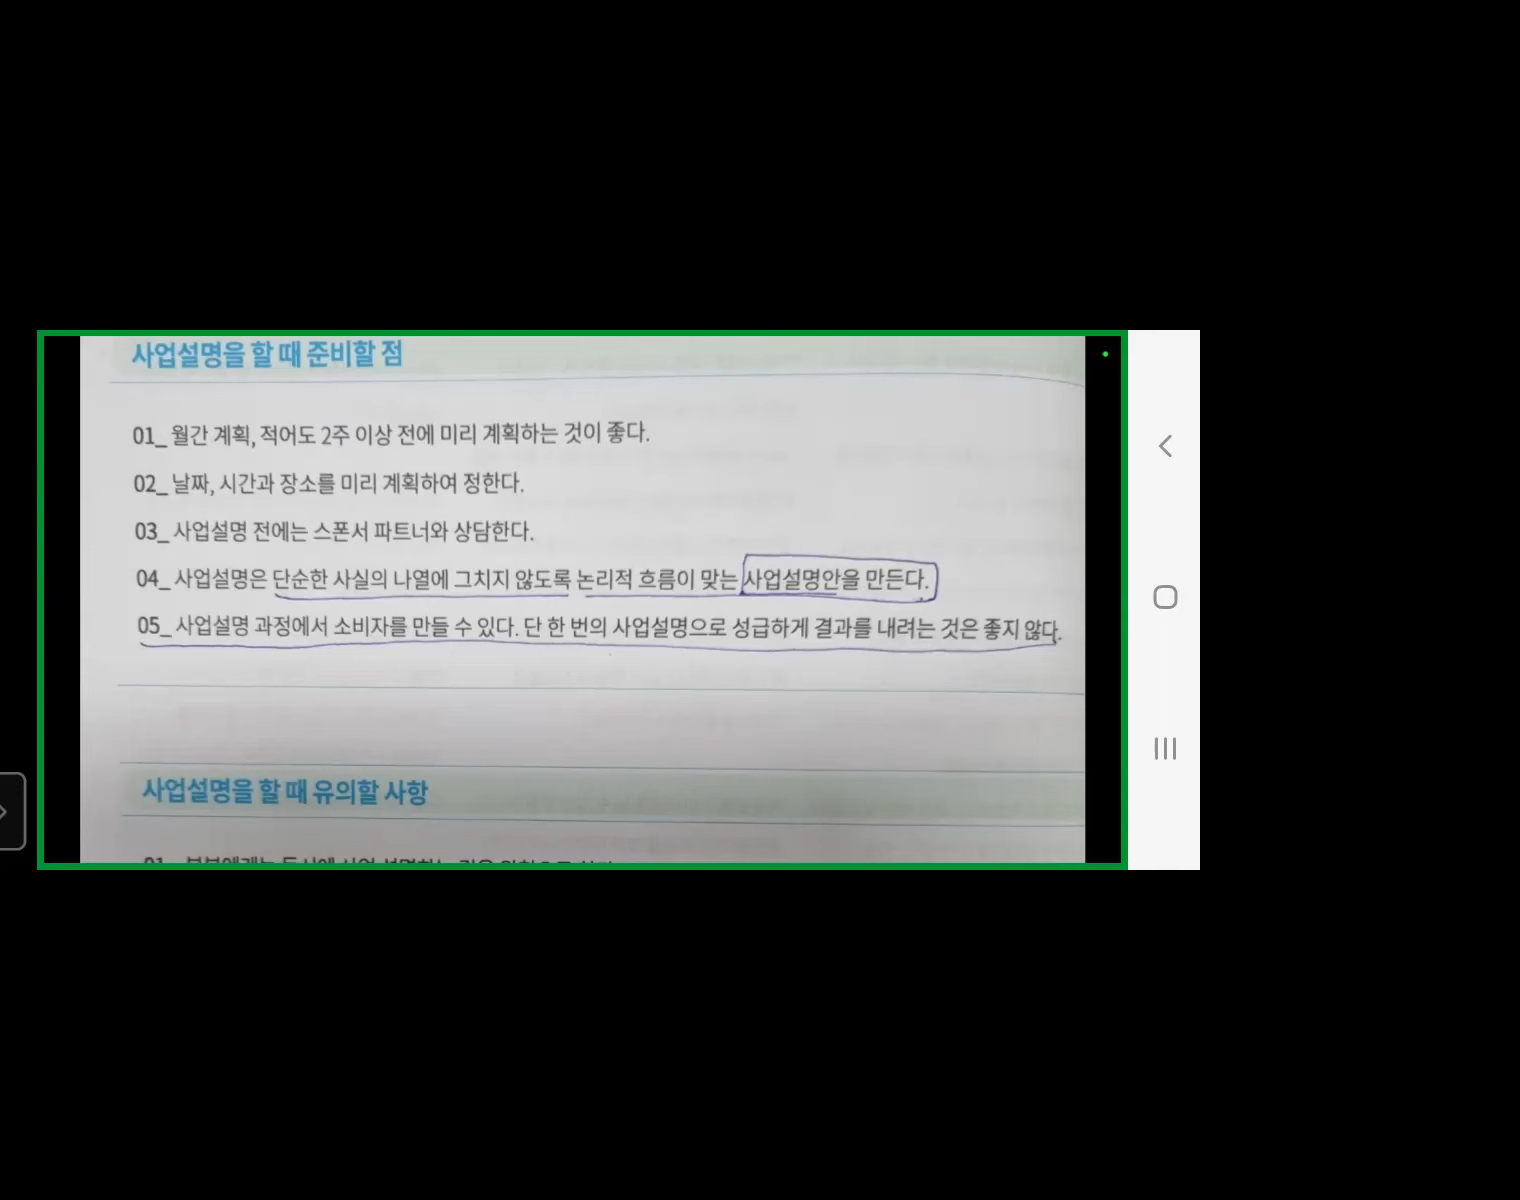 사업설명을 할 때 준비할 점
01_ 월간 계획, 적어도 2주 이상 전에 미리 계획하는 것이 좋다.
02_ 날짜, 시간과 장소를 미리 계획하여 정한다.
03_ 사업설명 전에는 스폰서 파트너와 상담한다.
04_ 사업설명은 단순한 사실의 나열에 그치지 않도록 논리적 흐름이 맞는 사업설명안을 만든다.
05_ 사업설명 과정에서 소비자를 만들 수 있다. 단 한 번의 사업설명으로 성급하게 결과를 내려는 것은 좋지 않다.
사업설명을 할 때 유의할 사항